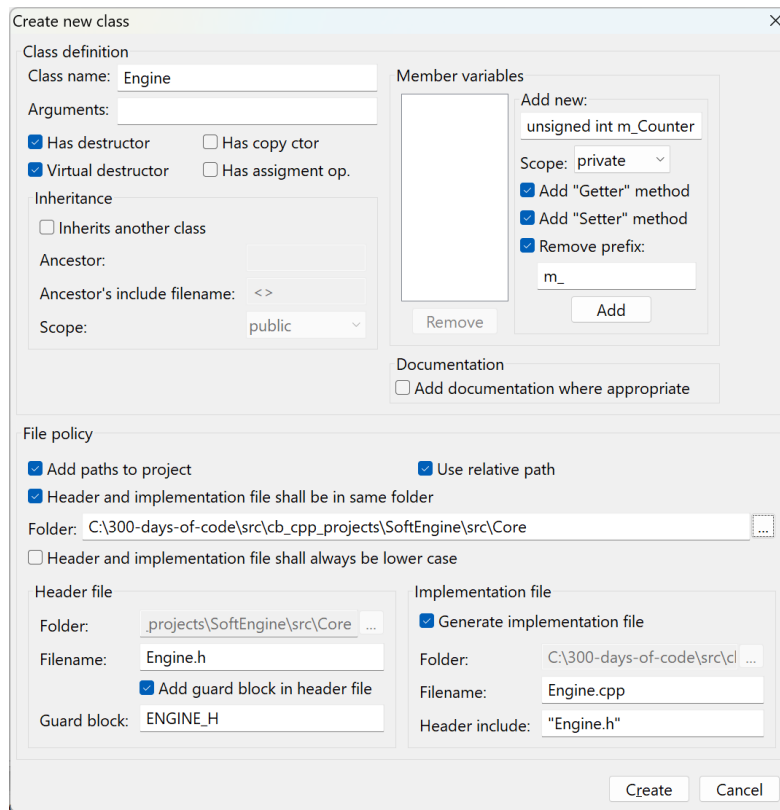 Create new class
Class definition
Class name: Engine
Arguments:
Has destructor
Has copy ctor
Virtual destructor
Has assigment op.
Inheritance
Inherits another class
Ancestor:
Ancestor's include filename: <>
Scope: public
Member variables
Add new:
unsigned int m_Counter
Scope: private
Add "Getter" method
Add "Setter" method
Remove prefix:
m_
Add
Remove
Documentation
Add documentation where appropriate
File policy
Add paths to project
Use relative path
Header and implementation file shall be in same folder
Folder: C:\300-days-of-code\src\cb_cpp_projects\SoftEngine\src\Core ...
Header and implementation file shall always be lower case
Header file
Folder: _projects\SoftEngine\src\Core ...
Filename: Engine.h
Add guard block in header file
Guard block: ENGINE_H
Implementation file
Generate implementation file
Folder: C:\300-days-of-code\src\cl ...
Filename: Engine.cpp
Header include: "Engine.h"
Create
Cancel